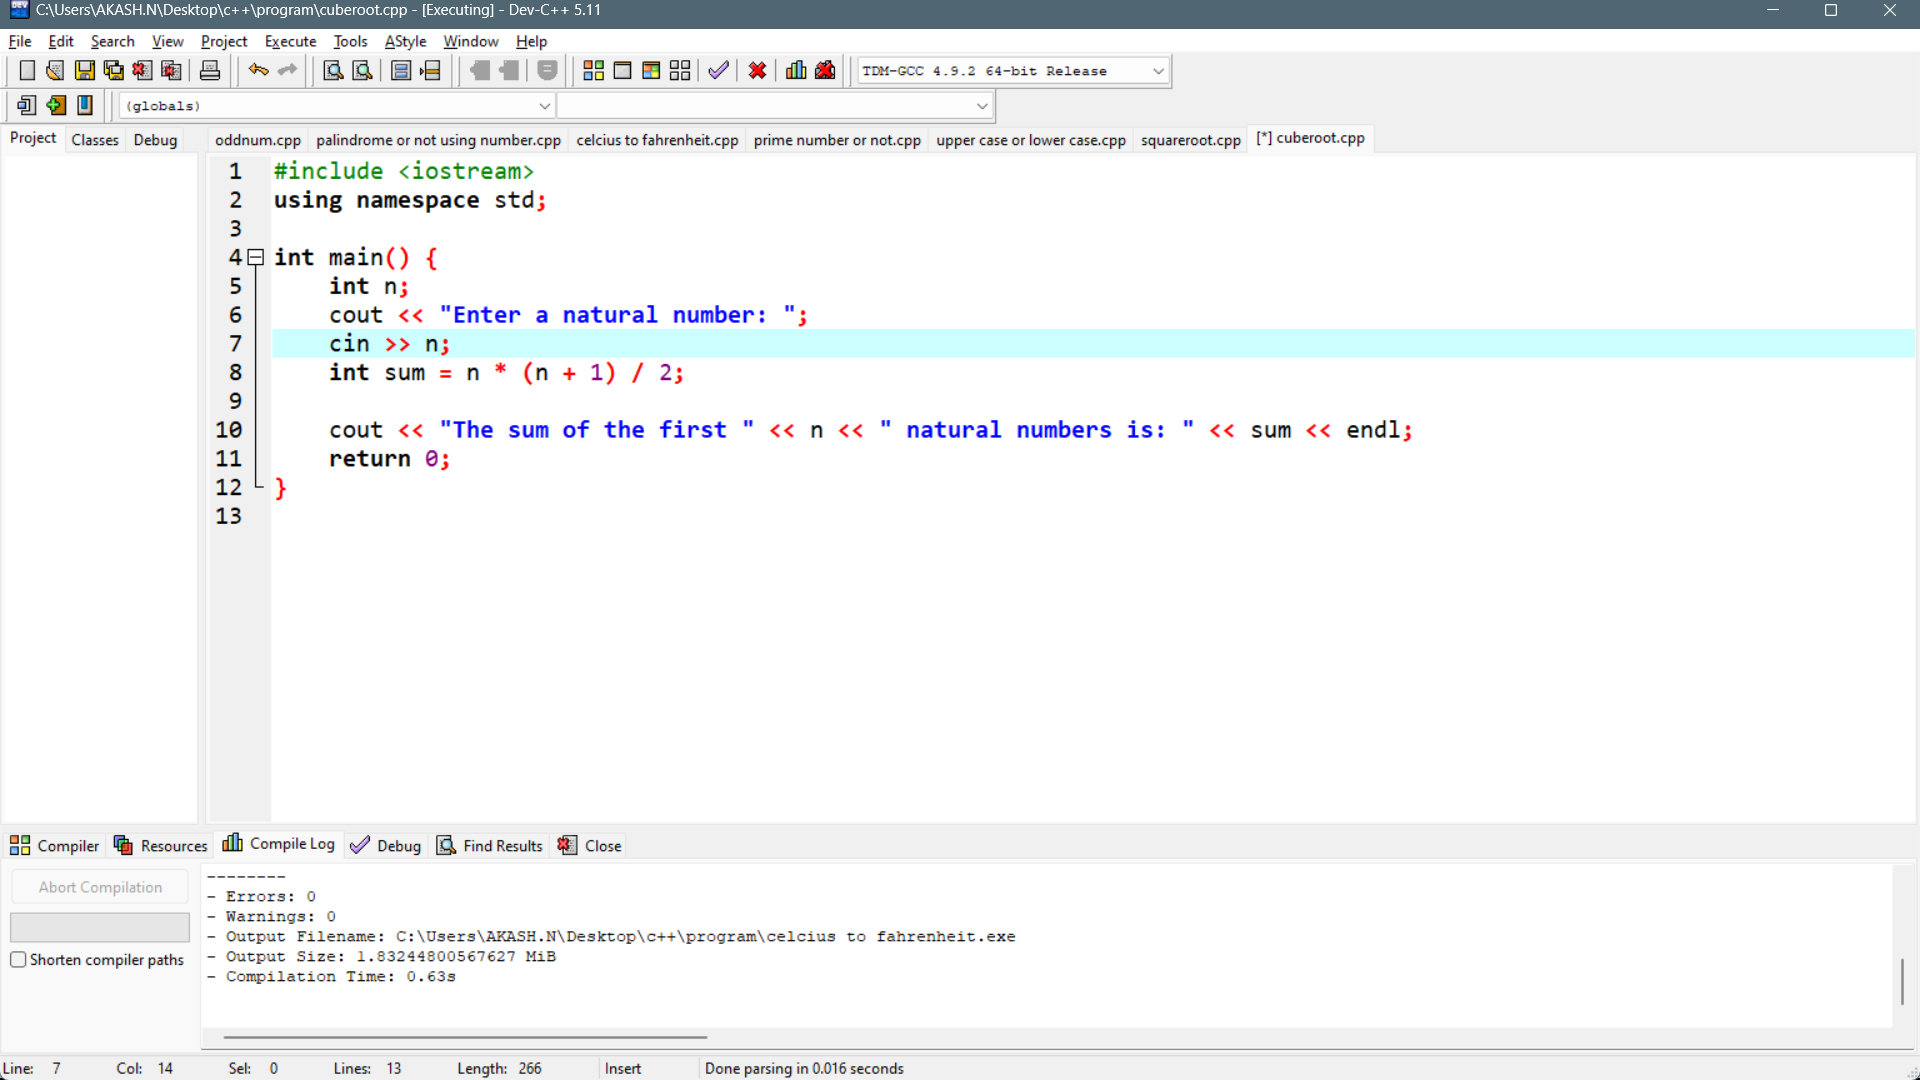 C:\Users\AKASH.N\Desktop\c++\program\cuberoot.cpp - [Executing] - Dev-C++ 5.11
File Edit Search View Project Execute Tools AStyle Window Help
TDM-GCC 4.9.2 64-bit Release
(globals)
Project Classes Debug
oddnum.cpp palindrome or not using number.cpp celcius to fahrenheit.cpp prime number or not.cpp upper case or lower case.cpp squareroot.cpp [*] cuberoot.cpp
1 #include <iostream>
2 using namespace std;
3
4 int main() {
5     int n;
6     cout << "Enter a natural number: ";
7     cin >> n;
8     int sum = n * (n + 1) / 2;
9
10     cout << "The sum of the first " << n << " natural numbers is: " << sum << endl;
11     return 0;
12 }
13
Compiler Resources Compile Log Debug Find Results Close
Abort Compilation
Shorten compiler paths
--------
- Errors: 0
- Warnings: 0
- Output Filename: C:\Users\AKASH.N\Desktop\c++\program\celcius to fahrenheit.exe
- Output Size: 1.83244800567627 MiB
- Compilation Time: 0.63s
Line: 7 Col: 14 Sel: 0 Lines: 13 Length: 266 Insert Done parsing in 0.016 seconds